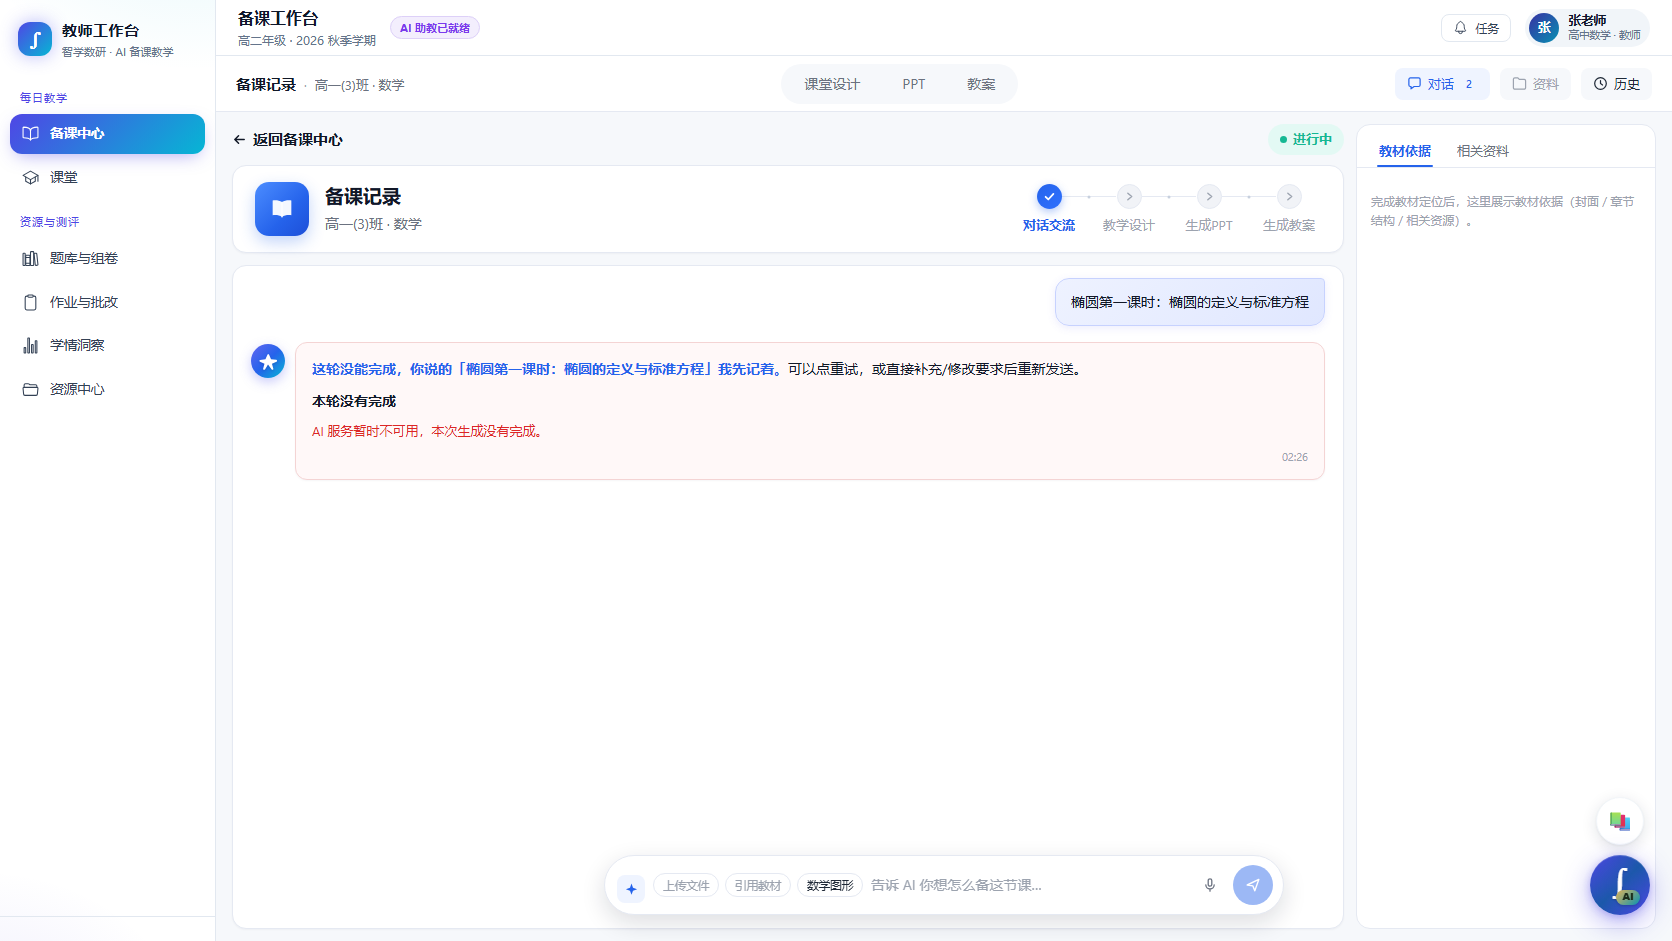 教师工作台
智学数研 · AI 备课教学
每日教学
备课中心
课堂
资源与测评
题库与组卷
作业与批改
学情洞察
资源中心
备课工作台
高二年级 · 2026 秋季学期
AI 助教已就绪
任务
张
张老师
高中数学 · 教师
备课记录 · 高一(3)班 · 数学
课堂设计
PPT
教案
对话 2
资料
历史
返回备课中心
进行中
备课记录
高一(3)班 · 数学
对话交流
教学设计
生成PPT
生成教案
椭圆第一课时：椭圆的定义与标准方程
这轮没能完成，你说的「椭圆第一课时：椭圆的定义与标准方程」我先记着。可以点重试，或直接补充/修改要求后重新发送。
本轮没有完成
AI 服务暂时不可用，本次生成没有完成。
02:26
上传文件
引用教材
数学图形
告诉 AI 你想怎么备这节课...
教材依据
相关资料
完成教材定位后，这里展示教材依据（封面 / 章节
结构 / 相关资源）。
AI